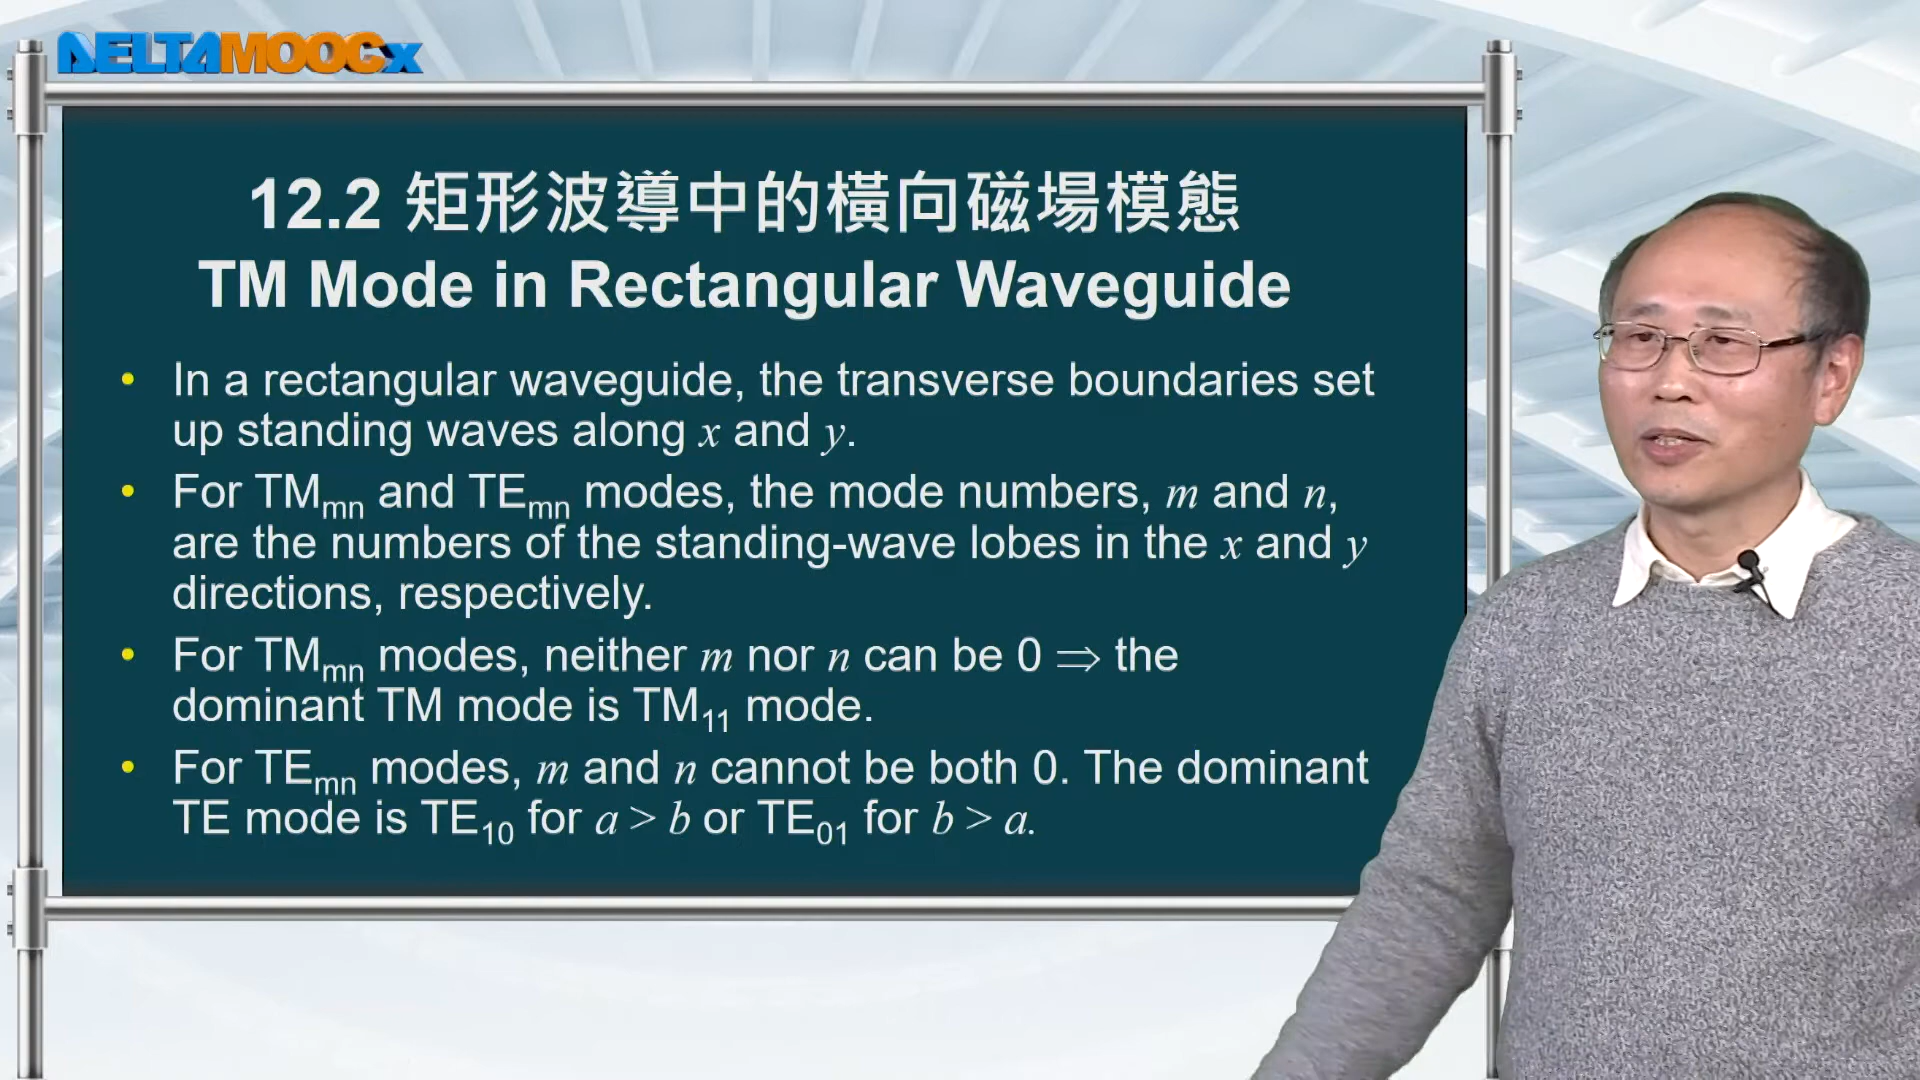 DELTAMOOCx
12.2 矩形波導中的橫向磁場模態
TM Mode in Rectangular Waveguide
• In a rectangular waveguide, the transverse boundaries set
up standing waves along x and y.
• For TMmn and TEmn modes, the mode numbers, m and n,
are the numbers of the standing-wave lobes in the x and y
directions, respectively.
• For TMmn modes, neither m nor n can be 0 ⇒ the
dominant TM mode is TM11 mode.
• For TEmn modes, m and n cannot be both 0. The dominant
TE mode is TE10 for a > b or TE01 for b > a.